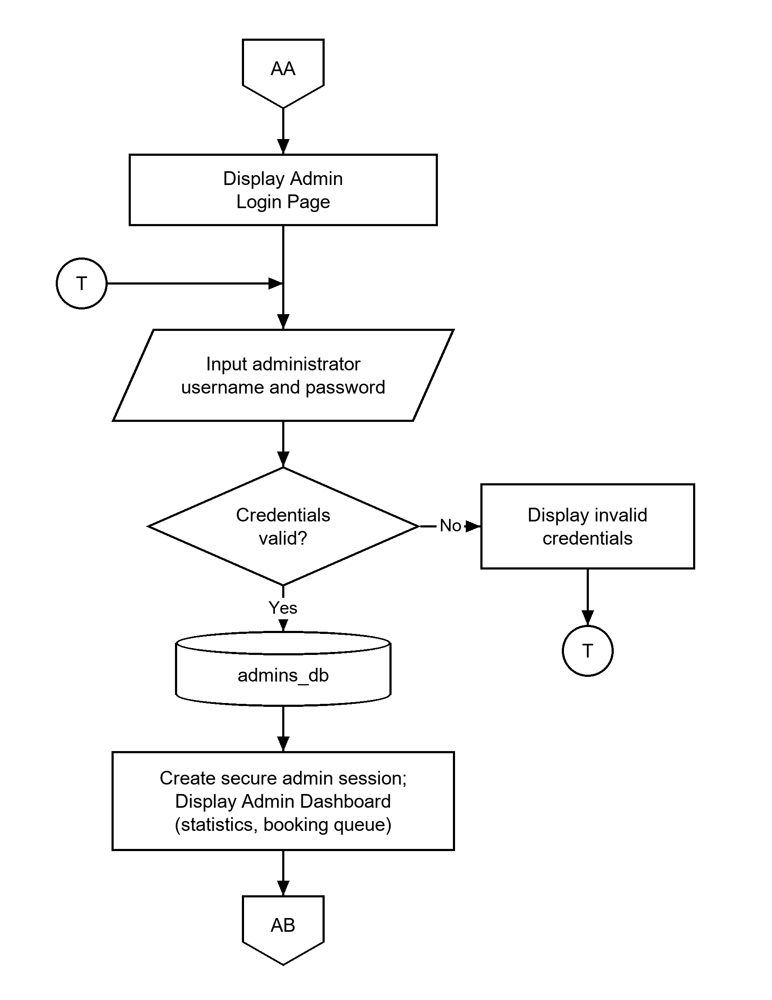 AA
Display Admin
Login Page
T
Input administrator
username and password
Credentials
valid?
No
Display invalid
credentials
Yes
T
admins_db
Create secure admin session;
Display Admin Dashboard
(statistics, booking queue)
AB